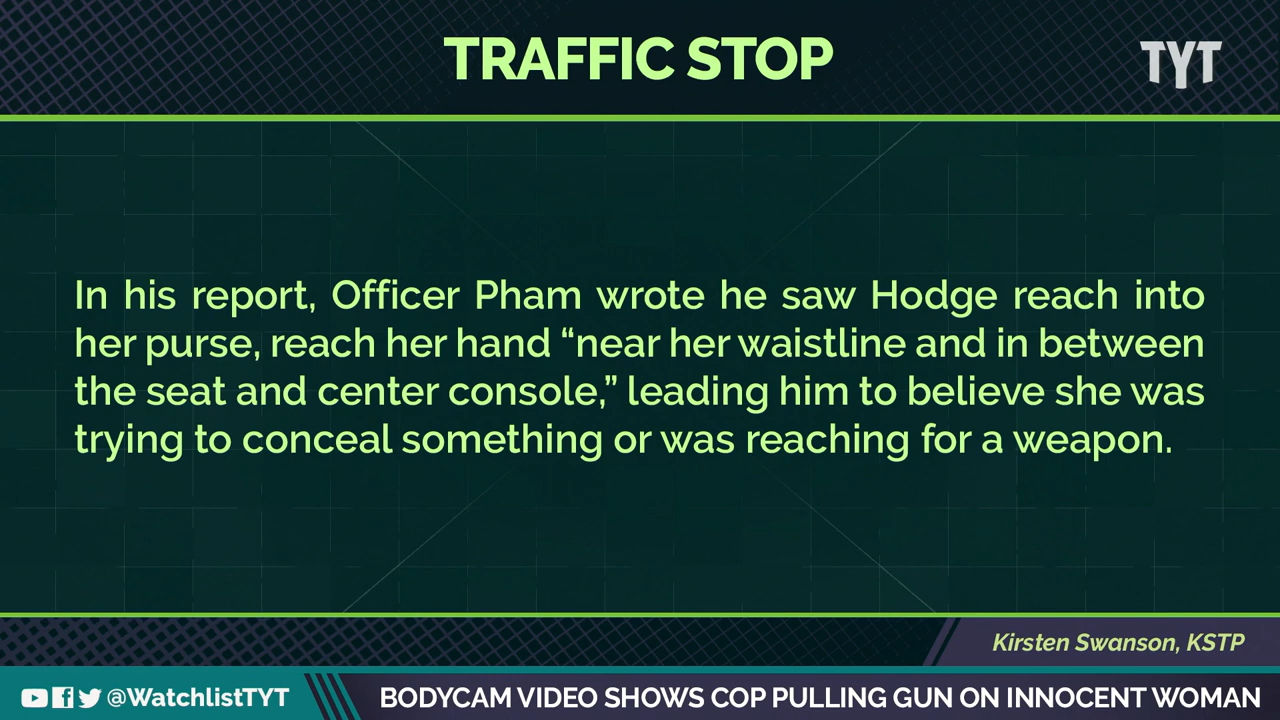 TRAFFIC STOP
TYT
In his report, Officer Pham wrote he saw Hodge reach into
her purse, reach her hand “near her waistline and in between
the seat and center console,” leading him to believe she was
trying to conceal something or was reaching for a weapon.
Kirsten Swanson, KSTP
@WatchlistTYT
BODYCAM VIDEO SHOWS COP PULLING GUN ON INNOCENT WOMAN